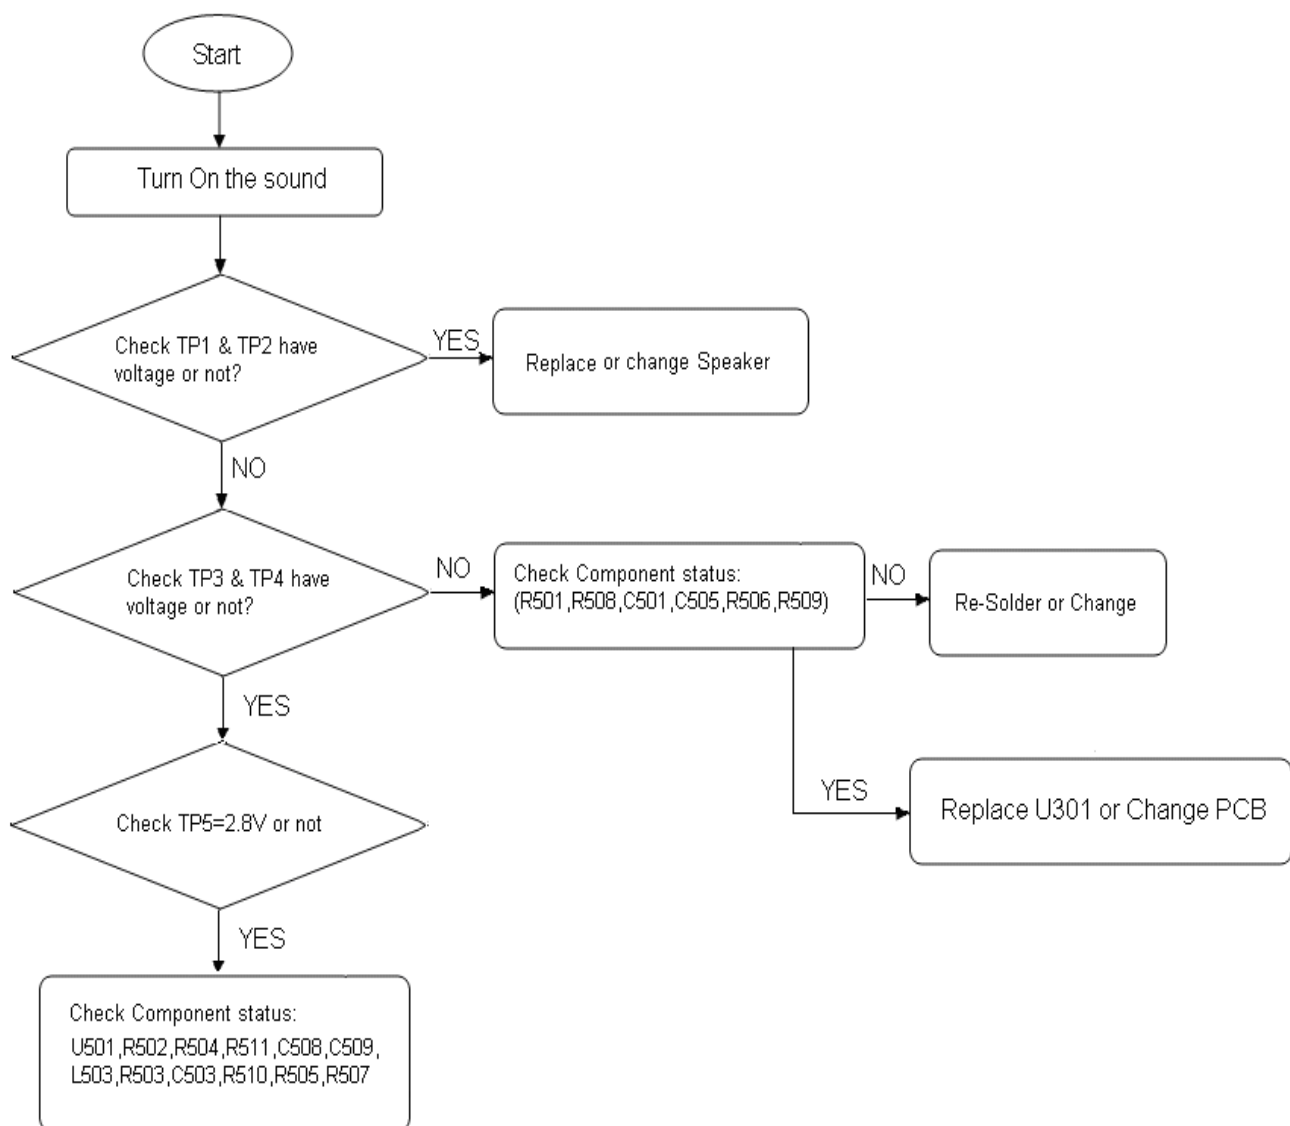 Start
Turn On the sound
Check TP1 & TP2 have
voltage or not?
YES
Replace or change Speaker
NO
Check TP3 & TP4 have
voltage or not?
NO
Check Component status:
(R501,R508,C501,C505,R506,R509)
NO
Re-Solder or Change
YES
YES
Replace U301 or Change PCB
Check TP5=2.8V or not
YES
Check Component status:
U501,R502,R504,R511,C508,C509,
L503,R503,C503,R510,R505,R507